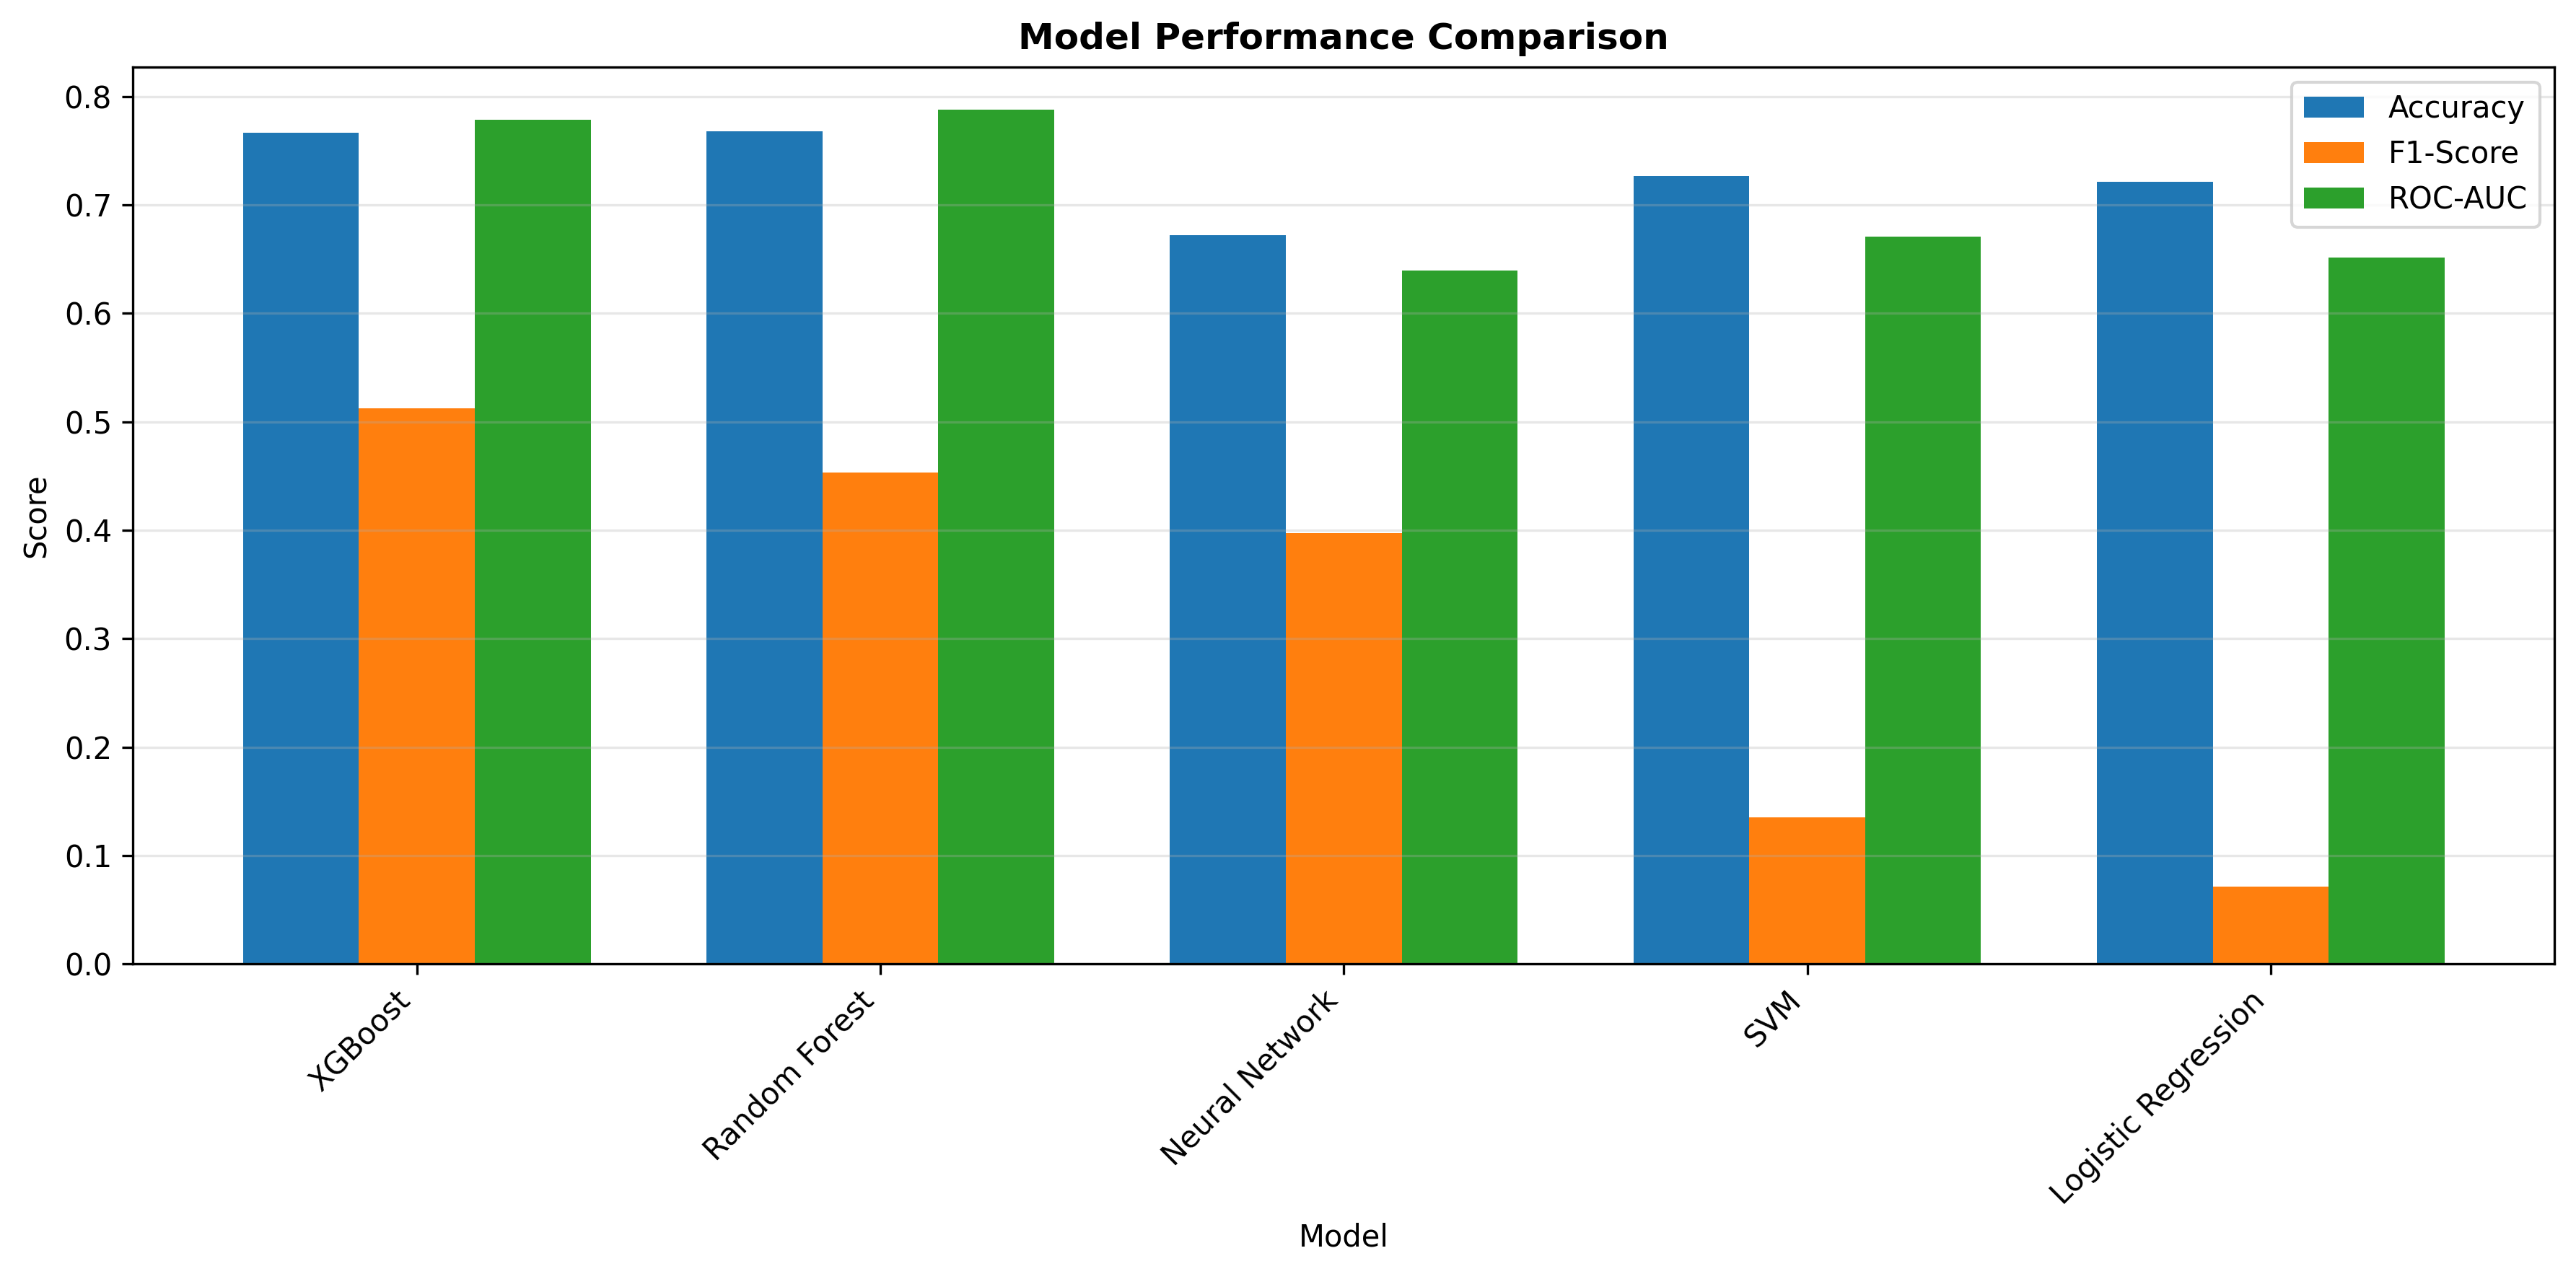 Model Performance Comparison
Accuracy
F1-Score
ROC-AUC
Score
0.8
0.7
0.6
0.5
0.4
0.3
0.2
0.1
0.0
XGBoost
Random Forest
Neural Network
SVM
Logistic Regression
Model